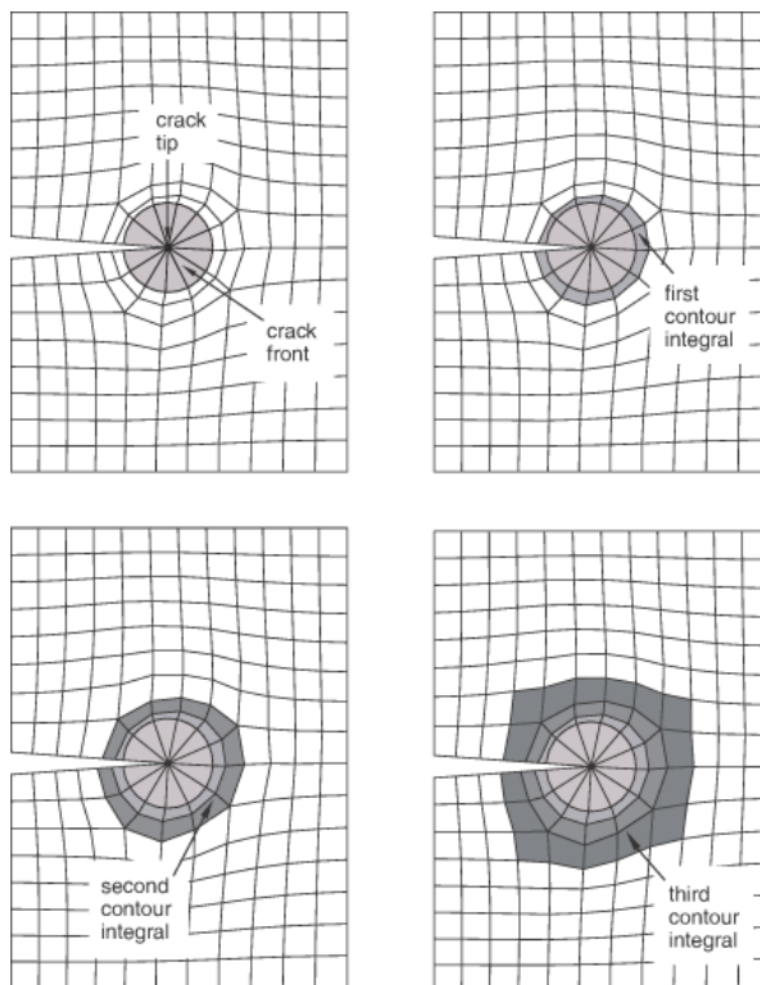 crack
tip
crack
front
first
contour
integral
second
contour
integral
third
contour
integral